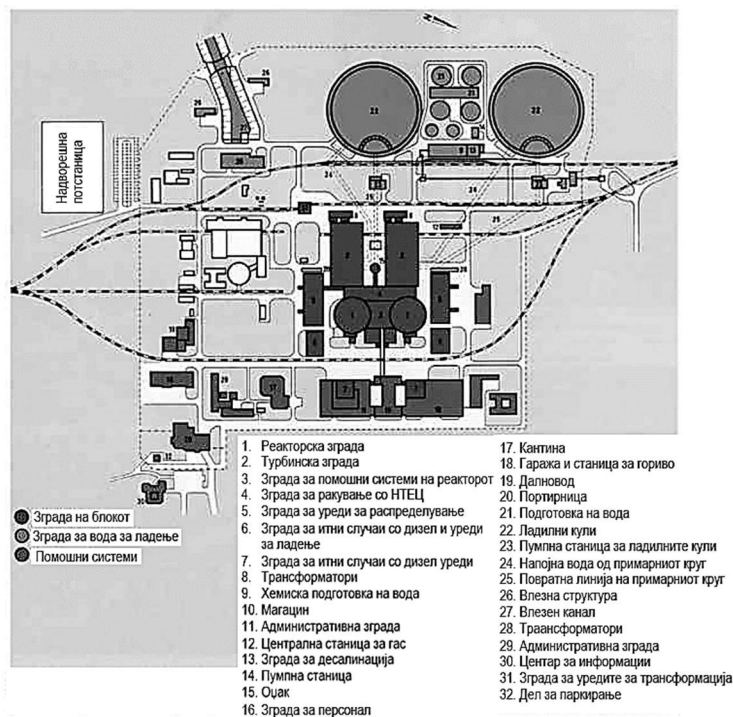 Надворешна
потстаница
Зграда на блокот
Зграда за вода за ладење
Помошни системи
1. Реакторска зграда
2. Турбинска зграда
3. Зграда за помошни системи на реакторот
4. Зграда за ракување со НТЕЦ
5. Зграда за уреди за распределување
6. Зграда за итни случаи со дизел и уреди
за ладење
7. Зграда за итни случаи со дизел уреди
8. Трансформатори
9. Хемиска подготовка на вода
10. Магацин
11. Административна зграда
12. Централна станица за гас
13. Зграда за десалинација
14. Пумпна станица
15. Оџак
16. Зграда за персонал
17. Кантина
18. Гаража и станица за гориво
19. Далновод
20. Портирница
21. Подготовка на вода
22. Ладилни кули
23. Пумпна станица за ладилните кули
24. Напојна вода од примарниот круг
25. Повратна линија на примарниот круг
26. Влезна структура
27. Влезен канал
28. Траансформатори
29. Административна зграда
30. Центар за информации
31. Зграда за уредите за трансформација
32. Дел за паркирање